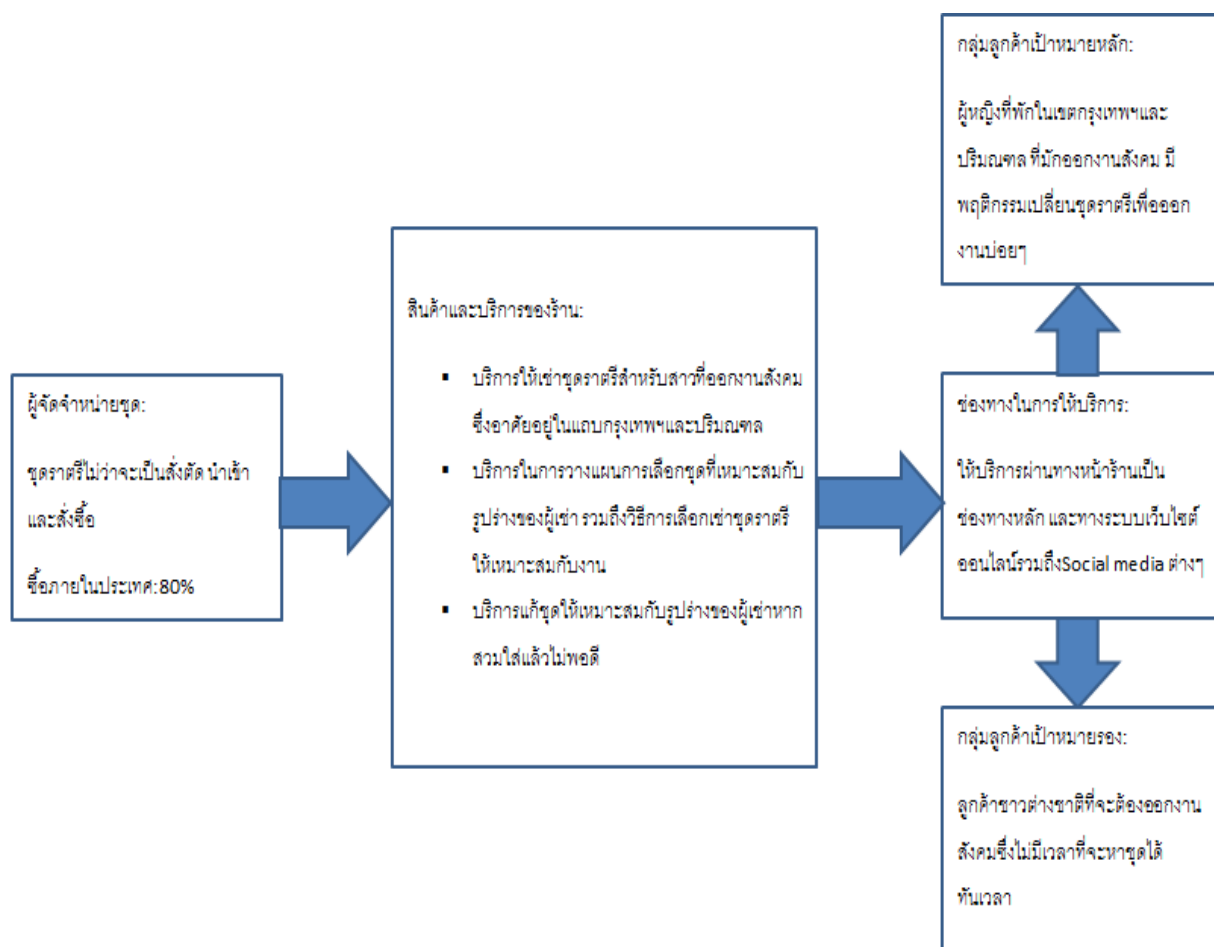 ผู้จัดจำหน่ายชุด:
ชุดราตรีไม่ว่าจะเป็นสั่งตัด นำเข้า
และสั่งซื้อ
ซื้อภายในประเทศ:80%
สินค้าและบริการของร้าน:
▪ บริการให้เช่าชุดราตรีสำหรับสาวที่ออกงานสังคม
ซึ่งอาศัยอยู่ในแถบกรุงเทพฯและปริมณฑล
▪ บริการในการวางแผนการเลือกชุดที่เหมาะสมกับ
รูปร่างของผู้เช่า รวมถึงวิธีการเลือกเช่าชุดราตรี
ให้เหมาะสมกับงาน
▪ บริการแก้ชุดให้เหมาะสมกับรูปร่างของผู้เช่าหาก
สวมใส่แล้วไม่พอดี
กลุ่มลูกค้าเป้าหมายหลัก:
ผู้หญิงที่พักในเขตกรุงเทพฯและ
ปริมณฑล ที่มักออกงานสังคม มี
พฤติกรรมเปลี่ยนชุดราตรีเพื่อออก
งานบ่อยๆ
ช่องทางในการให้บริการ:
ให้บริการผ่านทางหน้าร้านเป็น
ช่องทางหลัก และทางระบบเว็บไซต์
ออนไลน์รวมถึงSocial media ต่างๆ
กลุ่มลูกค้าเป้าหมายรอง:
ลูกค้าชาวต่างชาติที่จะต้องออกงาน
สังคมซึ่งไม่มีเวลาที่จะหาชุดได้
ทันเวลา